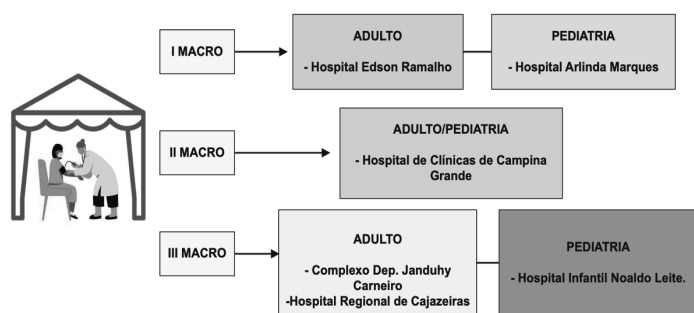 I MACRO
ADULTO
- Hospital Edson Ramalho
PEDIATRIA
- Hospital Arlinda Marques
II MACRO
ADULTO/PEDIATRIA
- Hospital de Clínicas de Campina
Grande
III MACRO
ADULTO
- Complexo Dep. Janduhy
Carneiro
-Hospital Regional de Cajazeiras
PEDIATRIA
- Hospital Infantil Noaldo Leite.